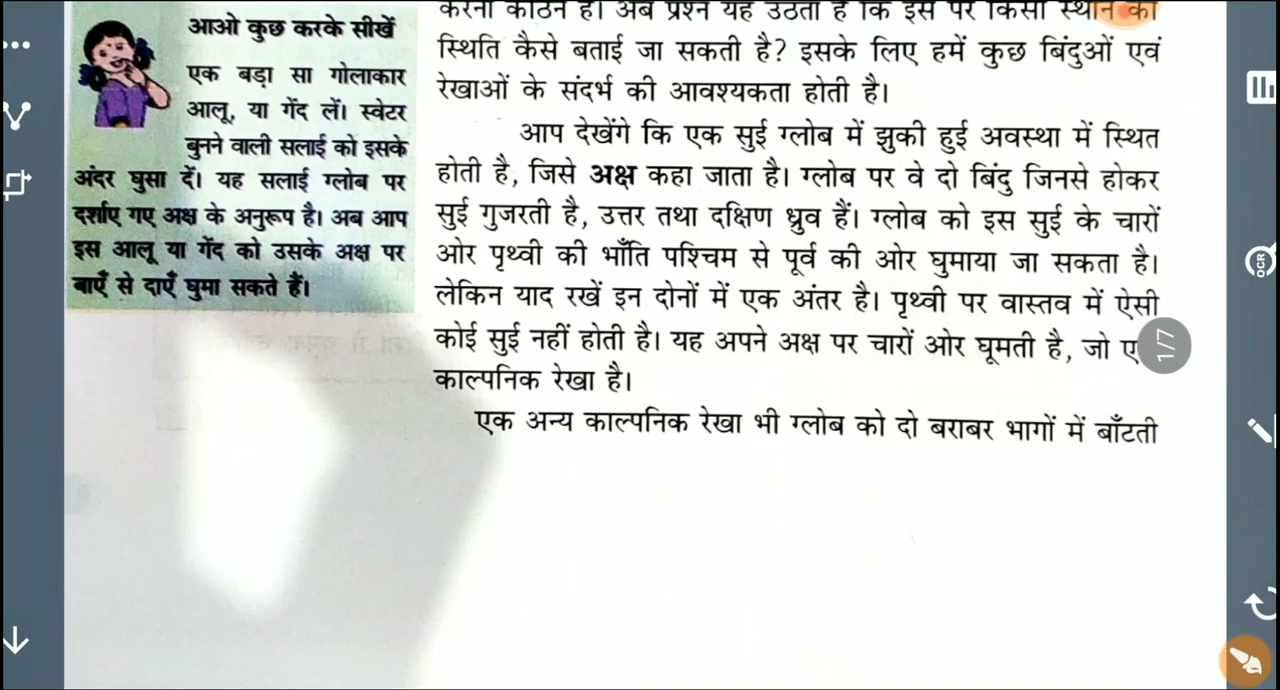 आओ कुछ करके सीखें
एक बड़ा सा गोलाकार
आलू, या गेंद लें। स्वेटर
बुनने वाली सलाई को इसके
अंदर घुसा दें। यह सलाई ग्लोब पर
दर्शाए गए अक्ष के अनुरूप है। अब आप
इस आलू या गेंद को उसके अक्ष पर
बाएँ से दाएँ घुमा सकते हैं।
करना कठिन है। अब प्रश्न यह उठता है कि इस पर किसी स्थान की
स्थिति कैसे बताई जा सकती है? इसके लिए हमें कुछ बिंदुओं एवं
रेखाओं के संदर्भ की आवश्यकता होती है।
आप देखेंगे कि एक सुई ग्लोब में झुकी हुई अवस्था में स्थित
होती है, जिसे अक्ष कहा जाता है। ग्लोब पर वे दो बिंदु जिनसे होकर
सुई गुजरती है, उत्तर तथा दक्षिण ध्रुव हैं। ग्लोब को इस सुई के चारों
ओर पृथ्वी की भाँति पश्चिम से पूर्व की ओर घुमाया जा सकता है।
लेकिन याद रखें इन दोनों में एक अंतर है। पृथ्वी पर वास्तव में ऐसी
कोई सुई नहीं होती है। यह अपने अक्ष पर चारों ओर घूमती है, जो ए
काल्पनिक रेखा है।
एक अन्य काल्पनिक रेखा भी ग्लोब को दो बराबर भागों में बाँटती
1/7
OCR